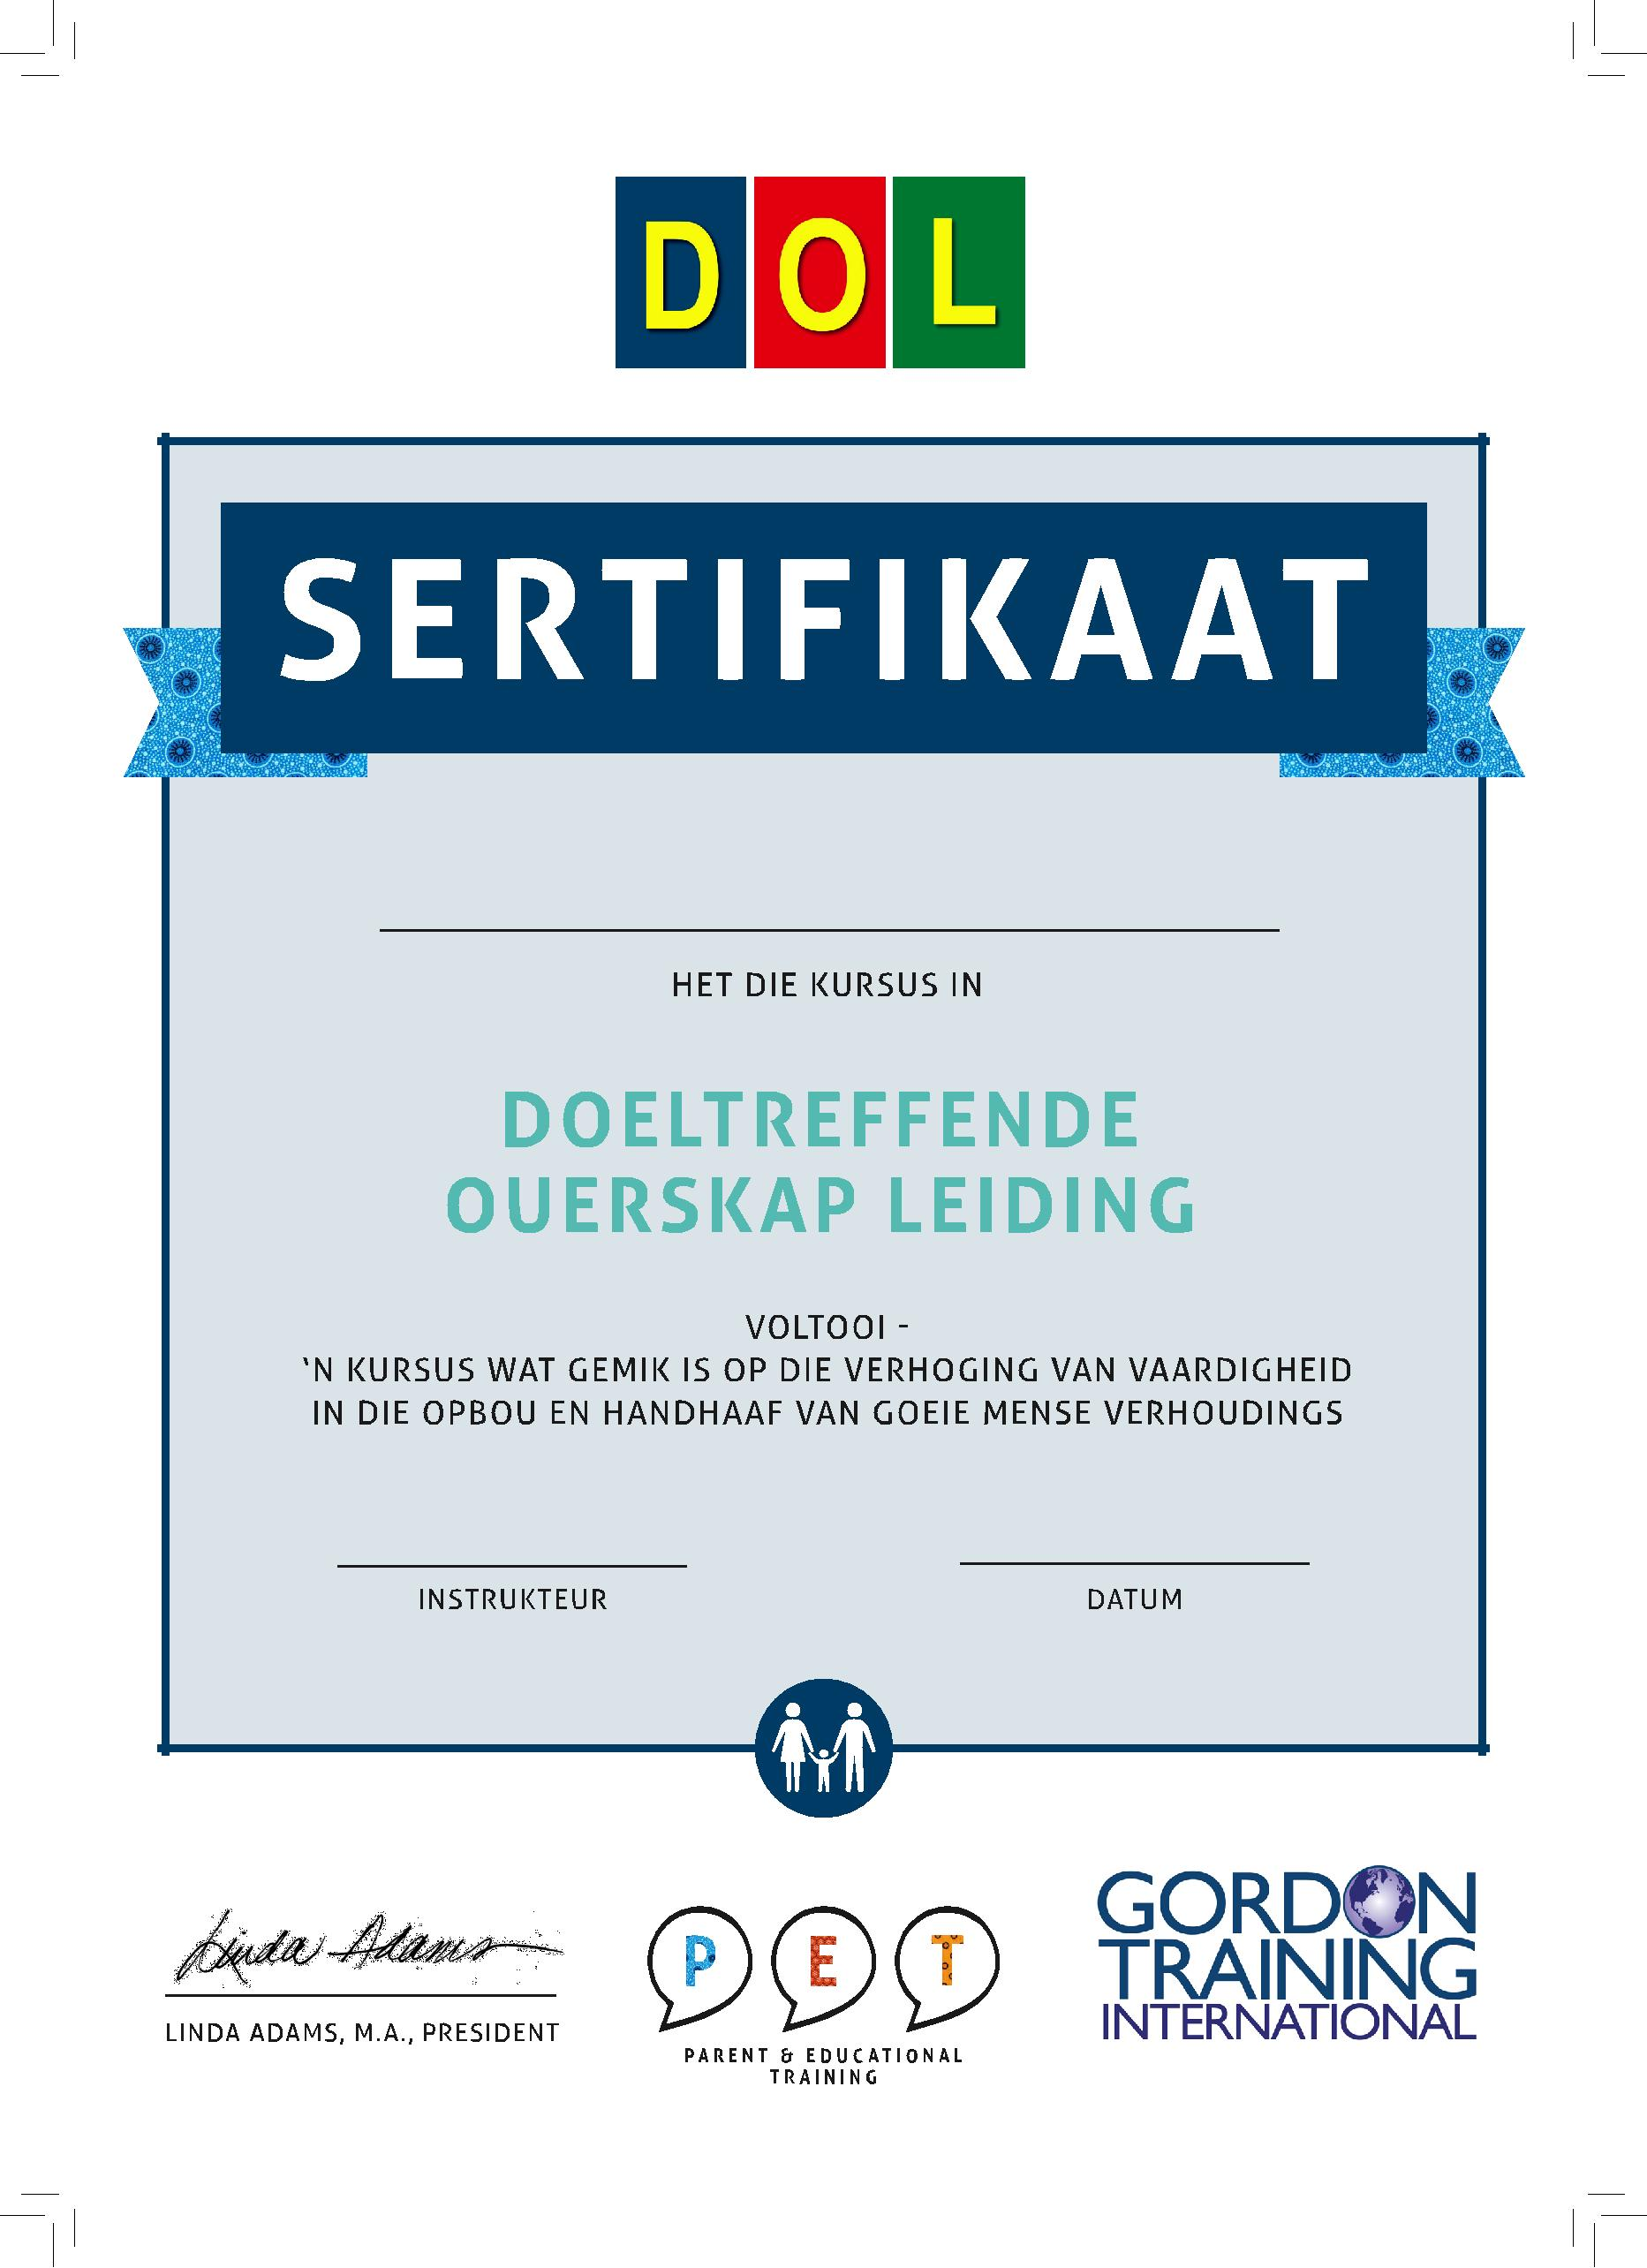 DOL
SERTIFIKAAT
HET DIE KURSUS IN
DOELTREFFENDE
OUERSKAP LEIDING
VOLTOOI -
‘N KURSUS WAT GEMIK IS OP DIE VERHOGING VAN VAARDIGHEID
IN DIE OPBOU EN HANDHAAF VAN GOEIE MENSE VERHOUDINGS
INSTRUKTEUR
DATUM
Linda Adams
LINDA ADAMS, M.A., PRESIDENT
PET
PARENT & EDUCATIONAL
TRAINING
GORDON
TRAINING
INTERNATIONAL